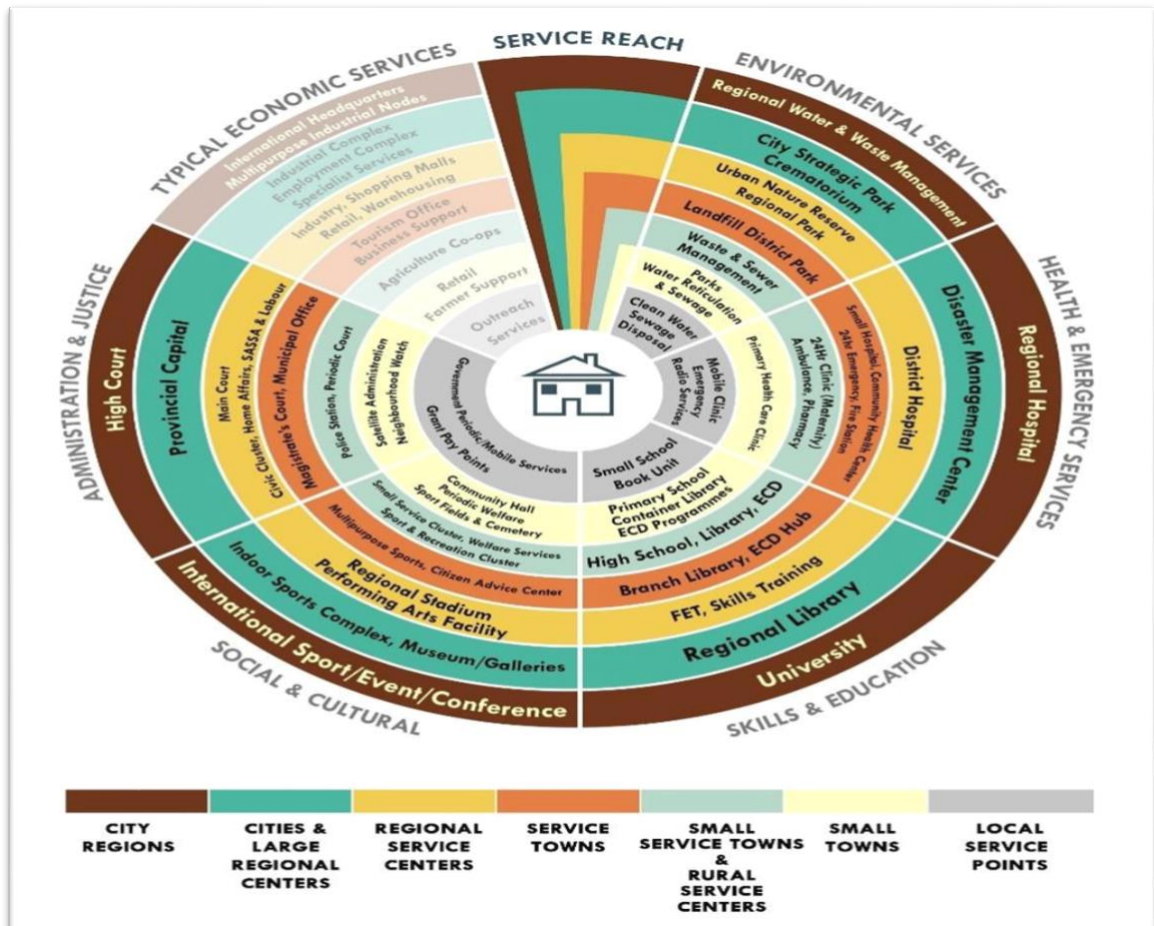 SERVICE REACH
ENVIRONMENTAL SERVICES
Regional Water & Waste Management
City Strategic Park
Crematorium
Urban Nature Reserve
Regional Park
Landfill District Park
Waste & Sewer
Management
Parks
Water Reticulation
& Sewage
Clean Water
Sewage
Disposal
HEALTH & EMERGENCY SERVICES
Regional Hospital
Disaster Management Center
District Hospital
Small Hospital, Community Health Center
24hr Emergency, Fire Station
24Hr Clinic (Maternity)
Ambulance, Pharmacy
Primary Health Care Clinic
Mobile Clinic
Emergency
Radio Services
SKILLS & EDUCATION
University
Regional Library
FET, Skills Training
Branch Library, ECD Hub
High School, Library, ECD
Primary School
Container Library
ECD Programmes
Small School
Book Unit
SOCIAL & CULTURAL
International Sport/Event/Conference
Indoor Sports Complex, Museum/Galleries
Regional Stadium
Performing Arts Facility
Multipurpose Sports, Citizen Advice Center
Small Service Cluster, Welfare Services
Sport & Recreation Cluster
Community Hall
Periodic Welfare
Sport Fields & Cemetery
ADMINISTRATION & JUSTICE
High Court
Provincial Capital
Main Court
Civic Cluster, Home Affairs, SASSA & Labour
Magistrate's Court, Municipal Office
Police Station, Periodic Court
Satelite Administration
Neighbourhood Watch
Government Periodic/Mobile Services
Grant Pay Points
TYPICAL ECONOMIC SERVICES
International Headquarters
Multipurpose Industrial Nodes
Industrial Complex
Employment Complex
Specialist Services
Industry, Shopping Malls
Retail, Warehousing
Tourism Office
Business Support
Agriculture Co-ops
Retail
Farmer Support
Outreach
Services
CITY
REGIONS
CITIES &
LARGE
REGIONAL
CENTERS
REGIONAL
SERVICE
CENTERS
SERVICE
TOWNS
SMALL
SERVICE TOWNS
&
RURAL
SERVICE
CENTERS
SMALL
TOWNS
LOCAL
SERVICE
POINTS